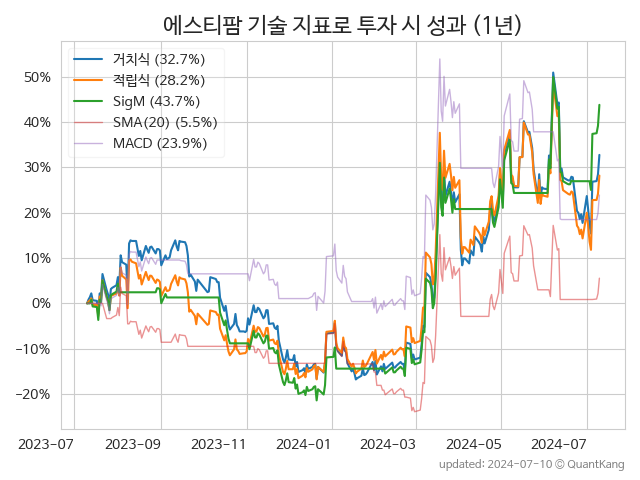 에스티팜 기술 지표로 투자 시 성과 (1년)
거치식 (32.7%)
적립식 (28.2%)
SigM (43.7%)
SMA(20) (5.5%)
MACD (23.9%)
50%
40%
30%
20%
10%
0%
−10%
−20%
2023-07
2023-09
2023-11
2024-01
2024-03
2024-05
2024-07
updated: 2024-07-10 © QuantKang